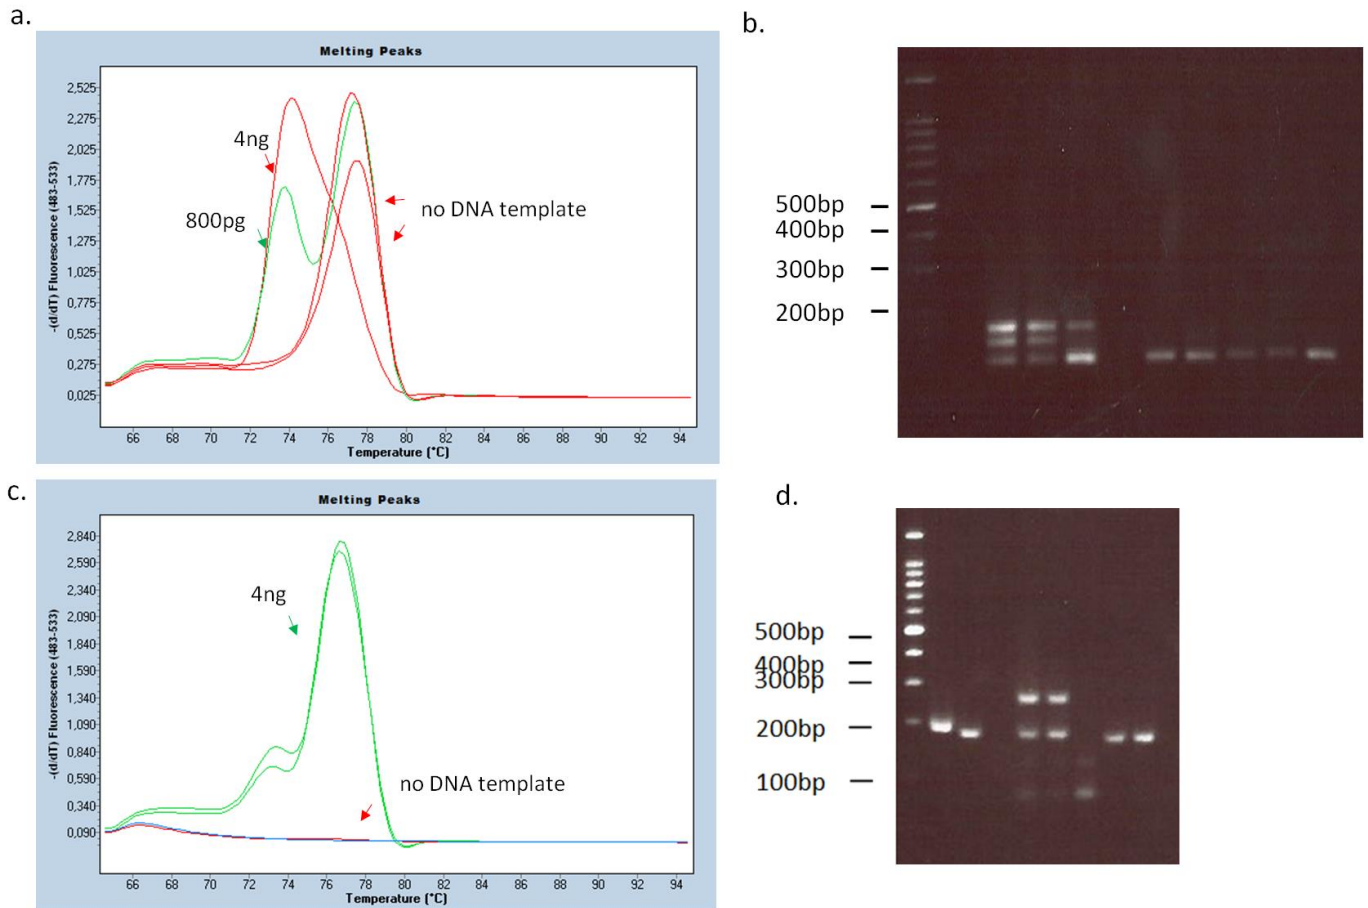 a.
Melting Peaks
-(d/dT) Fluorescence (483-533)
2,525
2,275
2,025
1,775
1,525
1,275
1,025
0,775
0,525
0,275
0,025
4ng
800pg
no DNA template
66 68 70 72 74 76 78 80 82 84 86 88 90 92 94
Temperature (°C)
b.
500bp
400bp
300bp
200bp
c.
Melting Peaks
-(d/dT) Fluorescence (483-533)
2,840
2,590
2,340
2,090
1,840
1,590
1,340
1,090
0,840
0,590
0,340
0,090
4ng
no DNA template
66 68 70 72 74 76 78 80 82 84 86 88 90 92 94
Temperature (°C)
d.
500bp
400bp
300bp
200bp
100bp